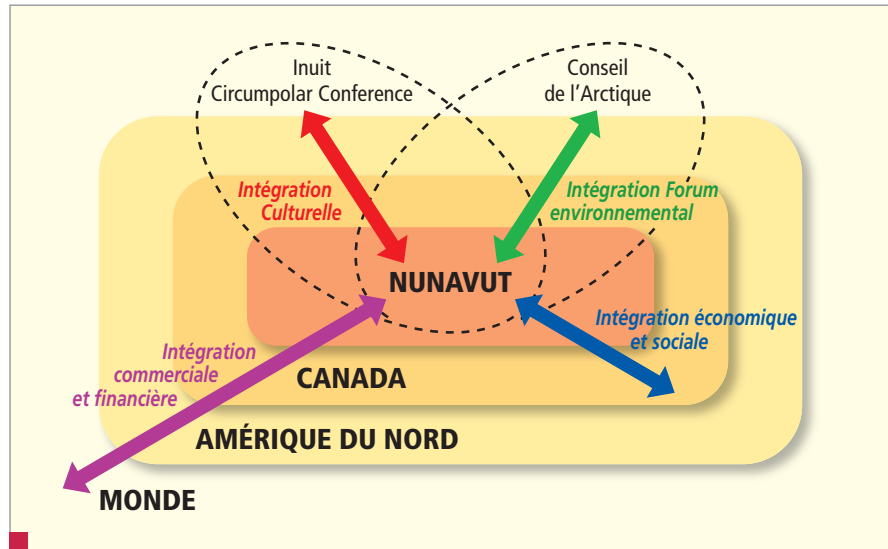 Inuit
Circumpolar Conference
Conseil
de l'Arctique
Intégration
Culturelle
Intégration Forum
environnemental
NUNAVUT
Intégration économique
et sociale
Intégration
commerciale
et financière
CANADA
AMÉRIQUE DU NORD
MONDE